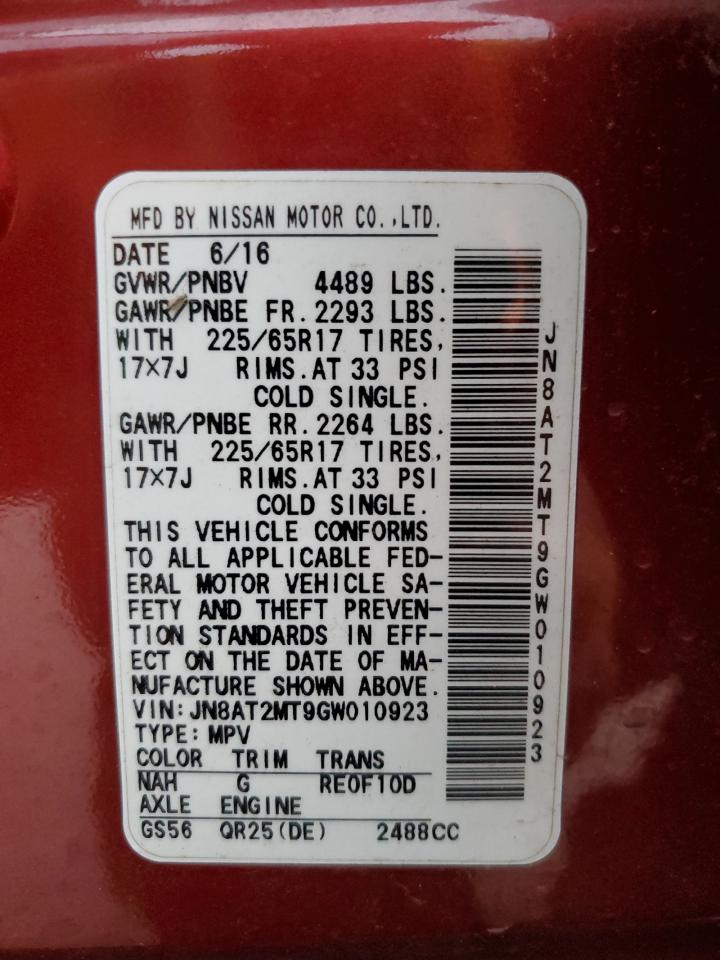 MFD BY NISSAN MOTOR CO.,LTD.
DATE 6/16
GVWR/PNBV 4489 LBS.
GAWR/PNBE FR.2293 LBS.
WITH 225/65R17 TIRES,
17×7J RIMS.AT 33 PSI
COLD SINGLE.
GAWR/PNBE RR.2264 LBS.
WITH 225/65R17 TIRES,
17×7J RIMS.AT 33 PSI
COLD SINGLE.
THIS VEHICLE CONFORMS
TO ALL APPLICABLE FED-
ERAL MOTOR VEHICLE SA-
FETY AND THEFT PREVEN-
TION STANDARDS IN EFF-
ECT ON THE DATE OF MA-
NUFACTURE SHOWN ABOVE.
VIN:JN8AT2MT9GW010923
TYPE:MPV
COLOR TRIM TRANS
NAH G RE0F10D
AXLE ENGINE
GS56 QR25(DE) 2488CC
JN8AT2MT9GW010923